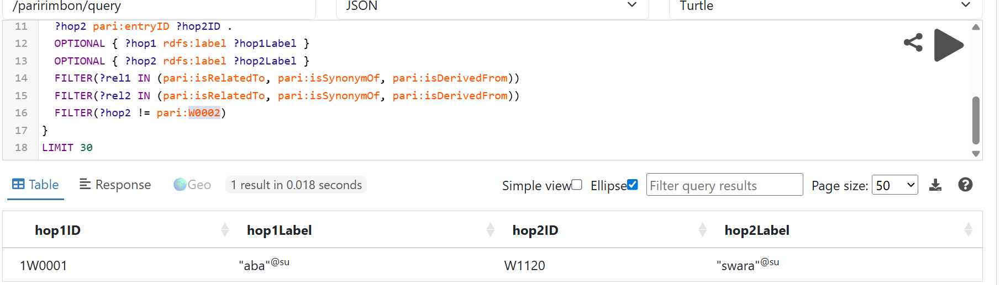 /paririmbon/query JSON Turtle
11 ?hop2 pari:entryID ?hop2ID .
12 OPTIONAL { ?hop1 rdfs:label ?hop1Label }
13 OPTIONAL { ?hop2 rdfs:label ?hop2Label }
14 FILTER(?rel1 IN (pari:isRelatedTo, pari:isSynonymOf, pari:isDerivedFrom))
15 FILTER(?rel2 IN (pari:isRelatedTo, pari:isSynonymOf, pari:isDerivedFrom))
16 FILTER(?hop2 != pari:W0002)
17 }
18 LIMIT 30
Table Response Geo 1 result in 0.018 seconds Simple view Ellipse Filter query results Page size: 50
hop1ID hop1Label hop2ID hop2Label
1 W0001 "aba"@su W1120 "swara"@su